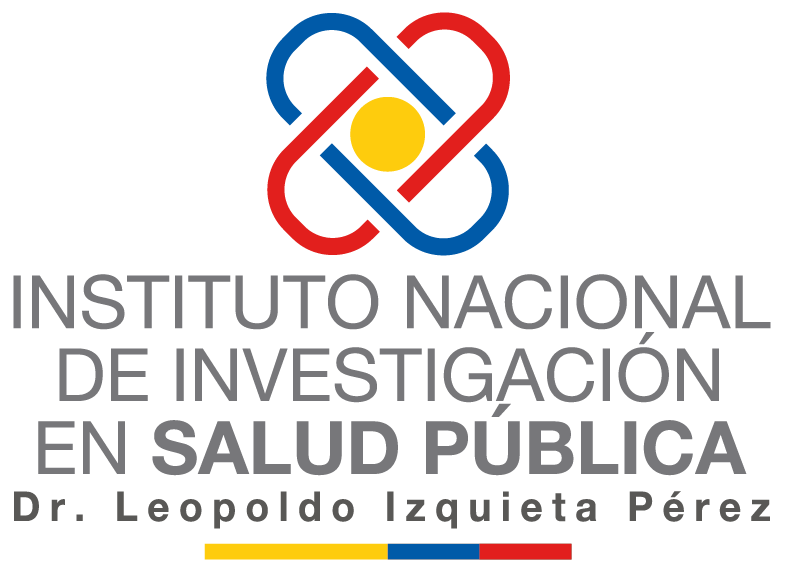 INSTITUTO NACIONAL
DE INVESTIGACIÓN
EN SALUD PÚBLICA
Dr. Leopoldo Izquieta Pérez